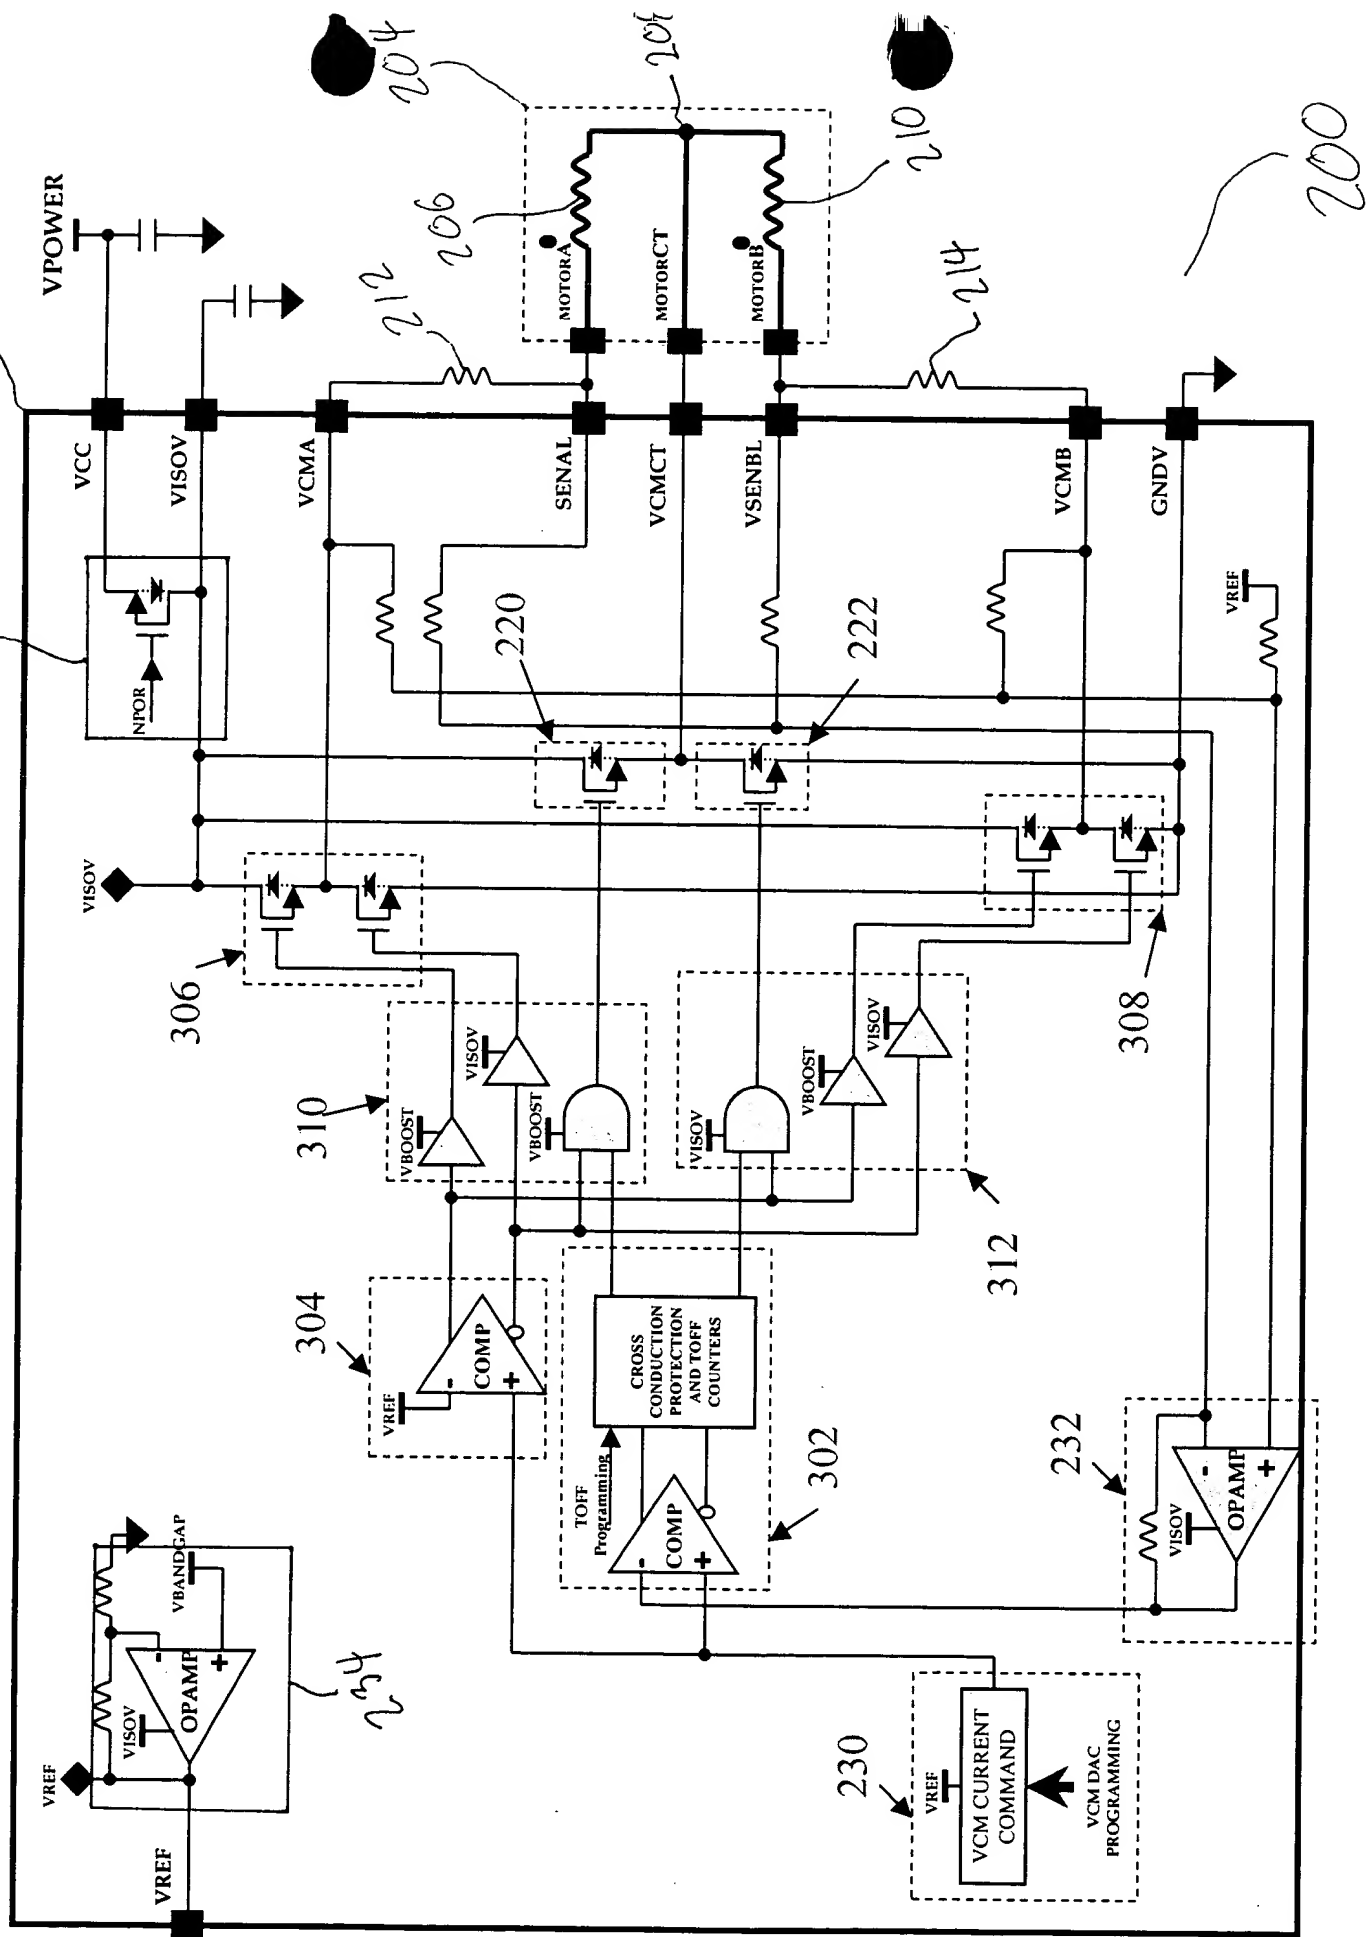 204
210
200
VPOWER
206
212
214
MOTORA
MOTORCT
MOTORB
VCC
VISOV
VCMA
SENAL
VCMCT
VSENBL
VCMB
GNDV
NPOR
220
222
VREF
VISOV
306
308
310
VBOOST
VISOV
VBOOST
VISOV
VBOOST
VISOV
312
304
VREF
-
COMP
+
CROSS
CONDUCTION
PROTECTION
AND TOFF
COUNTERS
TOFF
Programming
-
COMP
+
302
232
VISOV
-
OPAMP
+
VBANDGAP
-
OPAMP
+
VISOV
234
VREF
VREF
230
VREF
VCM CURRENT
COMMAND
VCM DAC
PROGRAMMING